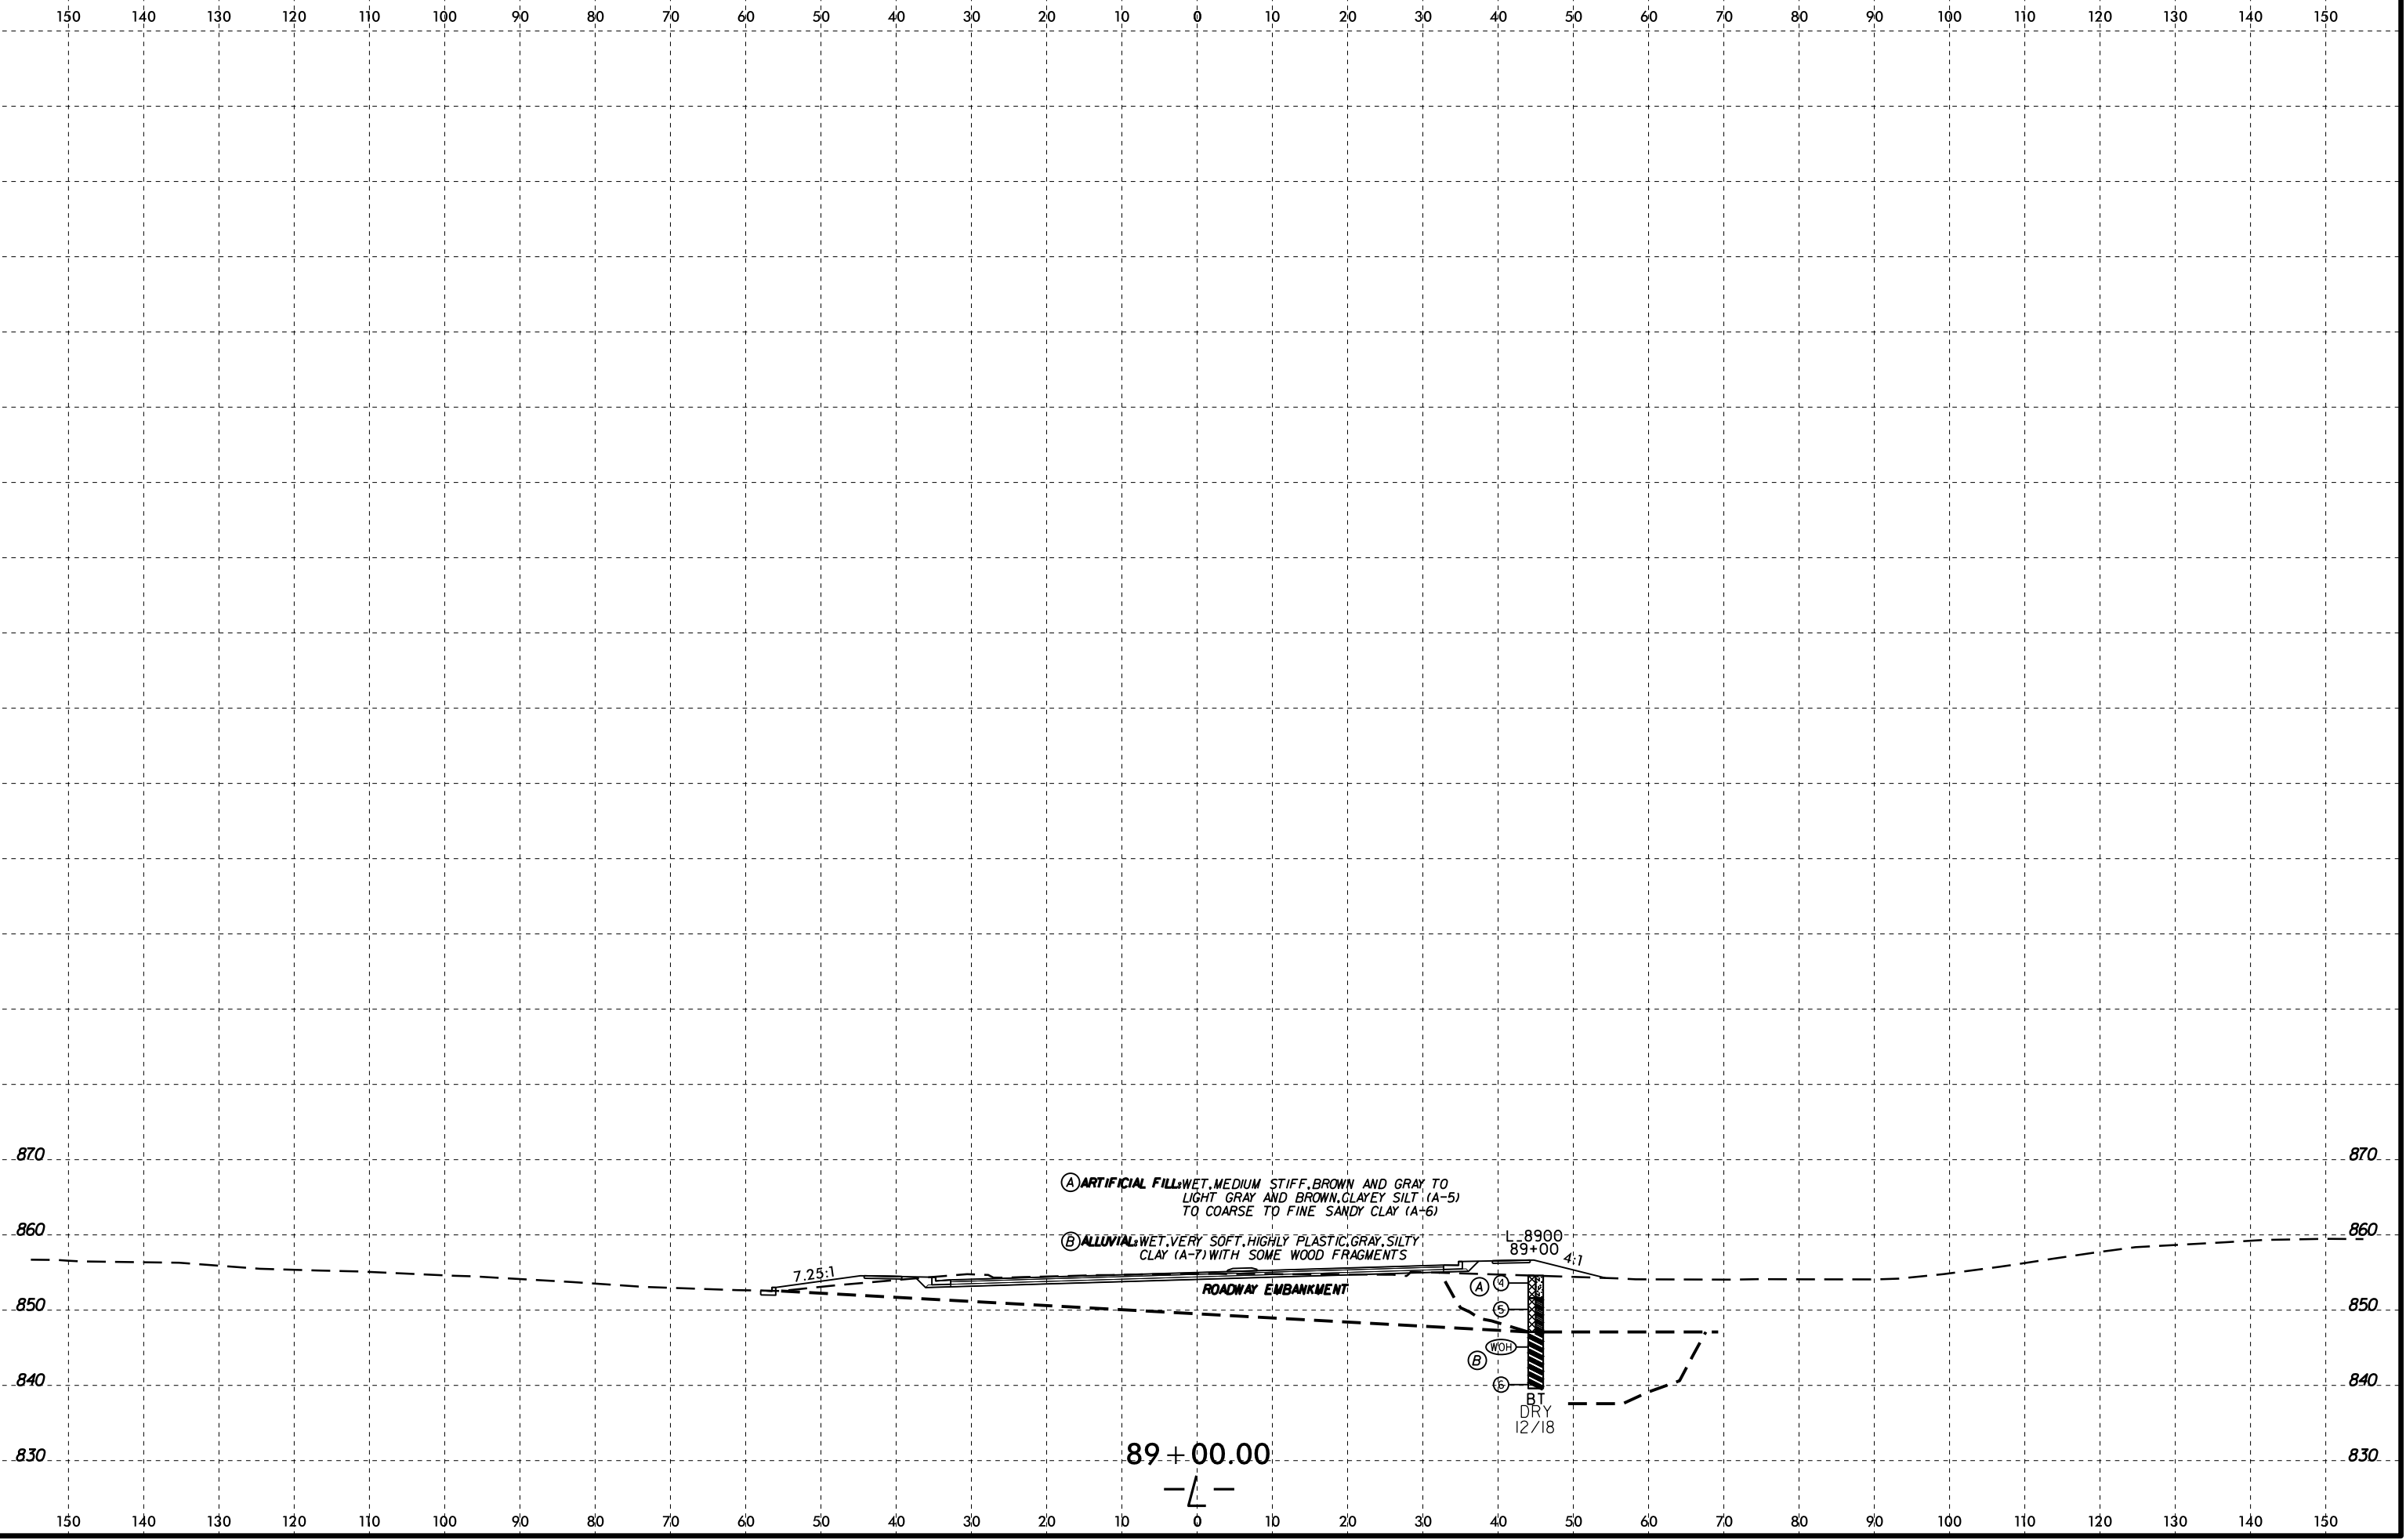 150 140 130 120 110 100 90 80 70 60 50 40 30 20 10 0 10 20 30 40 50 60 70 80 90 100 110 120 130 140 150
870 870
(A) ARTIFICIAL FILL: WET, MEDIUM STIFF, BROWN AND GRAY TO
LIGHT GRAY AND BROWN, CLAYEY SILT (A-5)
TO COARSE TO FINE SANDY CLAY (A-6)
860 860
(B) ALLUVIAL: WET, VERY SOFT, HIGHLY PLASTIC, GRAY, SILTY
CLAY (A-7) WITH SOME WOOD FRAGMENTS
L_8900
89+00
4:1
7.25:1
ROADWAY EMBANKMENT
A 4
850 5 850
WOH
B
840 840
BT
DRY
12/18
830 830
89+00.00
-L-
150 140 130 120 110 100 90 80 70 60 50 40 30 20 10 0 10 20 30 40 50 60 70 80 90 100 110 120 130 140 150